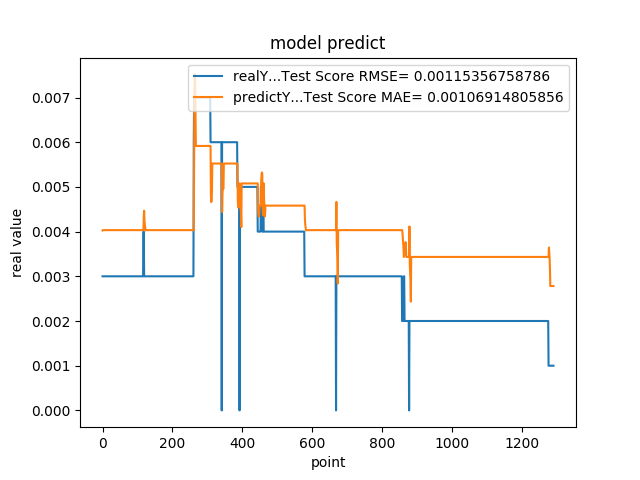 model predict
realY...Test Score RMSE= 0.00115356758786
predictY...Test Score MAE= 0.00106914805856
real value
0.007
0.006
0.005
0.004
0.003
0.002
0.001
0.000
0 200 400 600 800 1000 1200
point